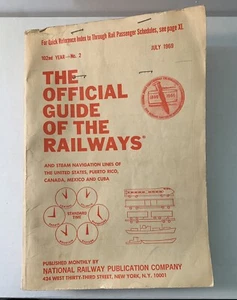 For Quick Reference Index to Through Rail Passenger Schedules, see page XI.
102nd YEAR—No. 2
JULY 1969
THE
OFFICIAL
GUIDE
OF THE
RAILWAYS
AND STEAM NAVIGATION LINES OF
THE UNITED STATES, PUERTO RICO,
CANADA, MEXICO AND CUBA
STANDARD
TIME
PUBLISHED MONTHLY BY
NATIONAL RAILWAY PUBLICATION COMPANY
424 WEST THIRTY-THIRD STREET, NEW YORK, N.Y. 10001